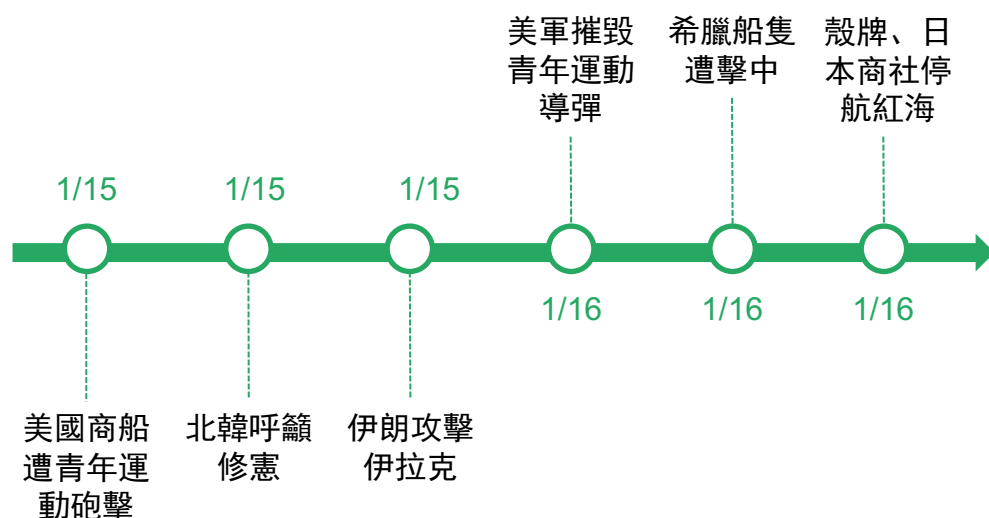 美軍摧毀
青年運動
導彈
希臘船隻
遭擊中
殼牌、日
本商社停
航紅海
1/15
1/15
1/15
1/16
1/16
1/16
美國商船
遭青年運
動砲擊
北韓呼籲
修憲
伊朗攻擊
伊拉克